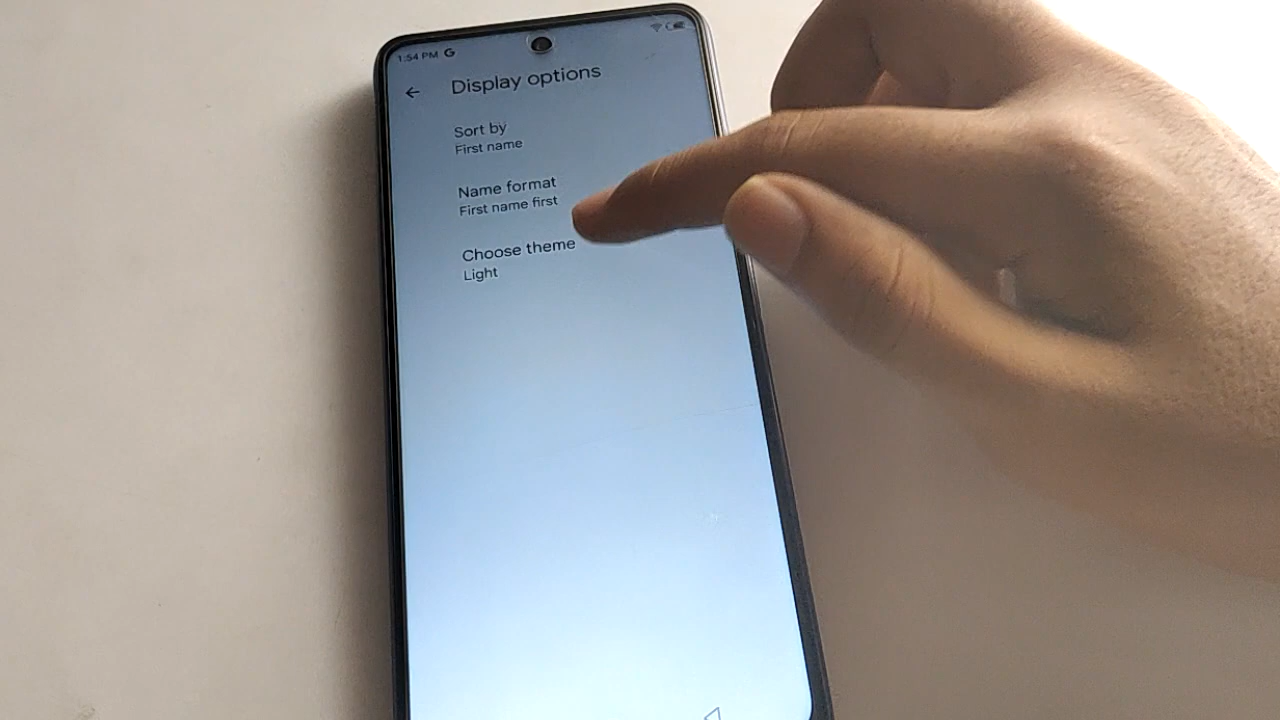 1:54 PM G
Display options
Sort by
First name
Name format
First name first
Choose theme
Light